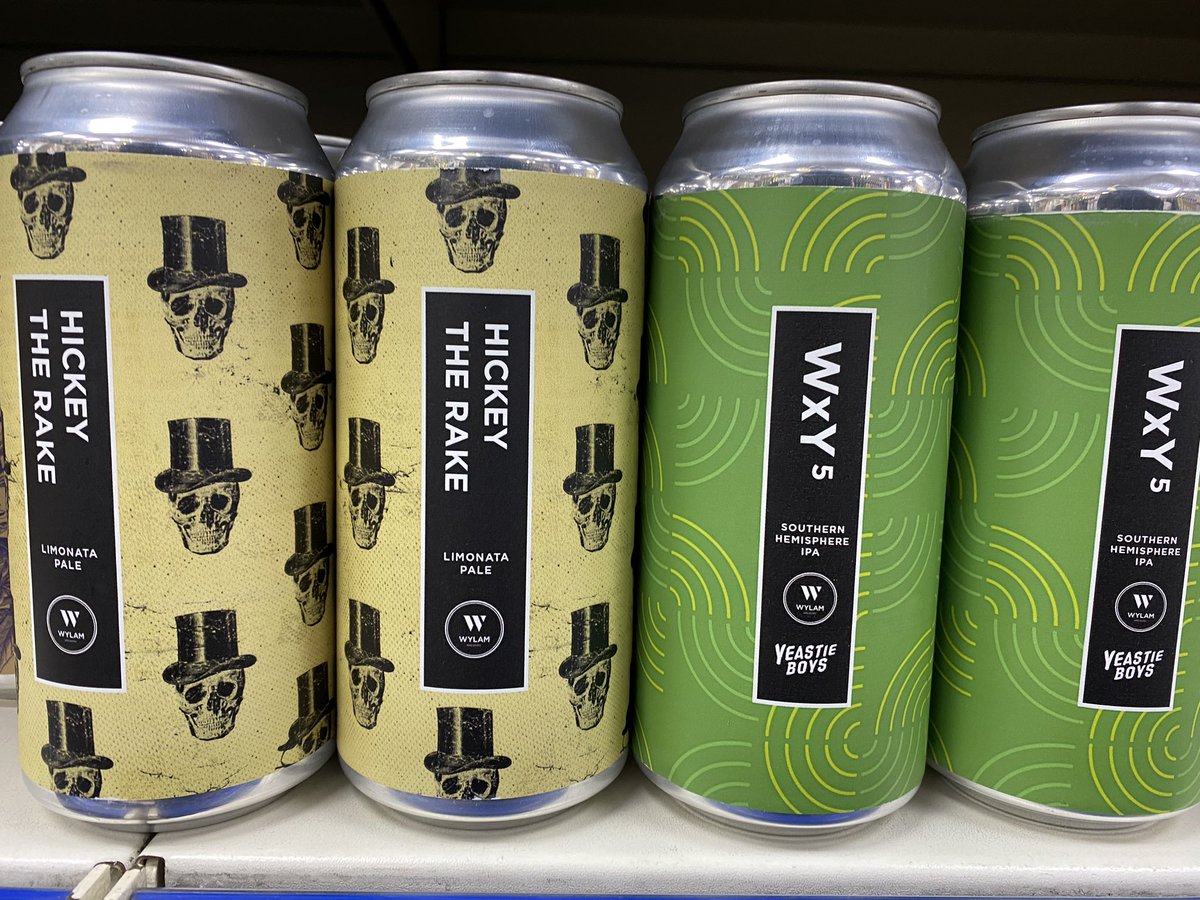 HICKEY
THE RAKE
LIMONATA
PALE
W
WYLAM
HICKEY
THE RAKE
LIMONATA
PALE
W
WYLAM
WxY 5
SOUTHERN
HEMISPHERE
IPA
W
WYLAM
YEASTIE
BOYS
WxY 5
SOUTHERN
HEMISPHERE
IPA
W
WYLAM
YEASTIE
BOYS